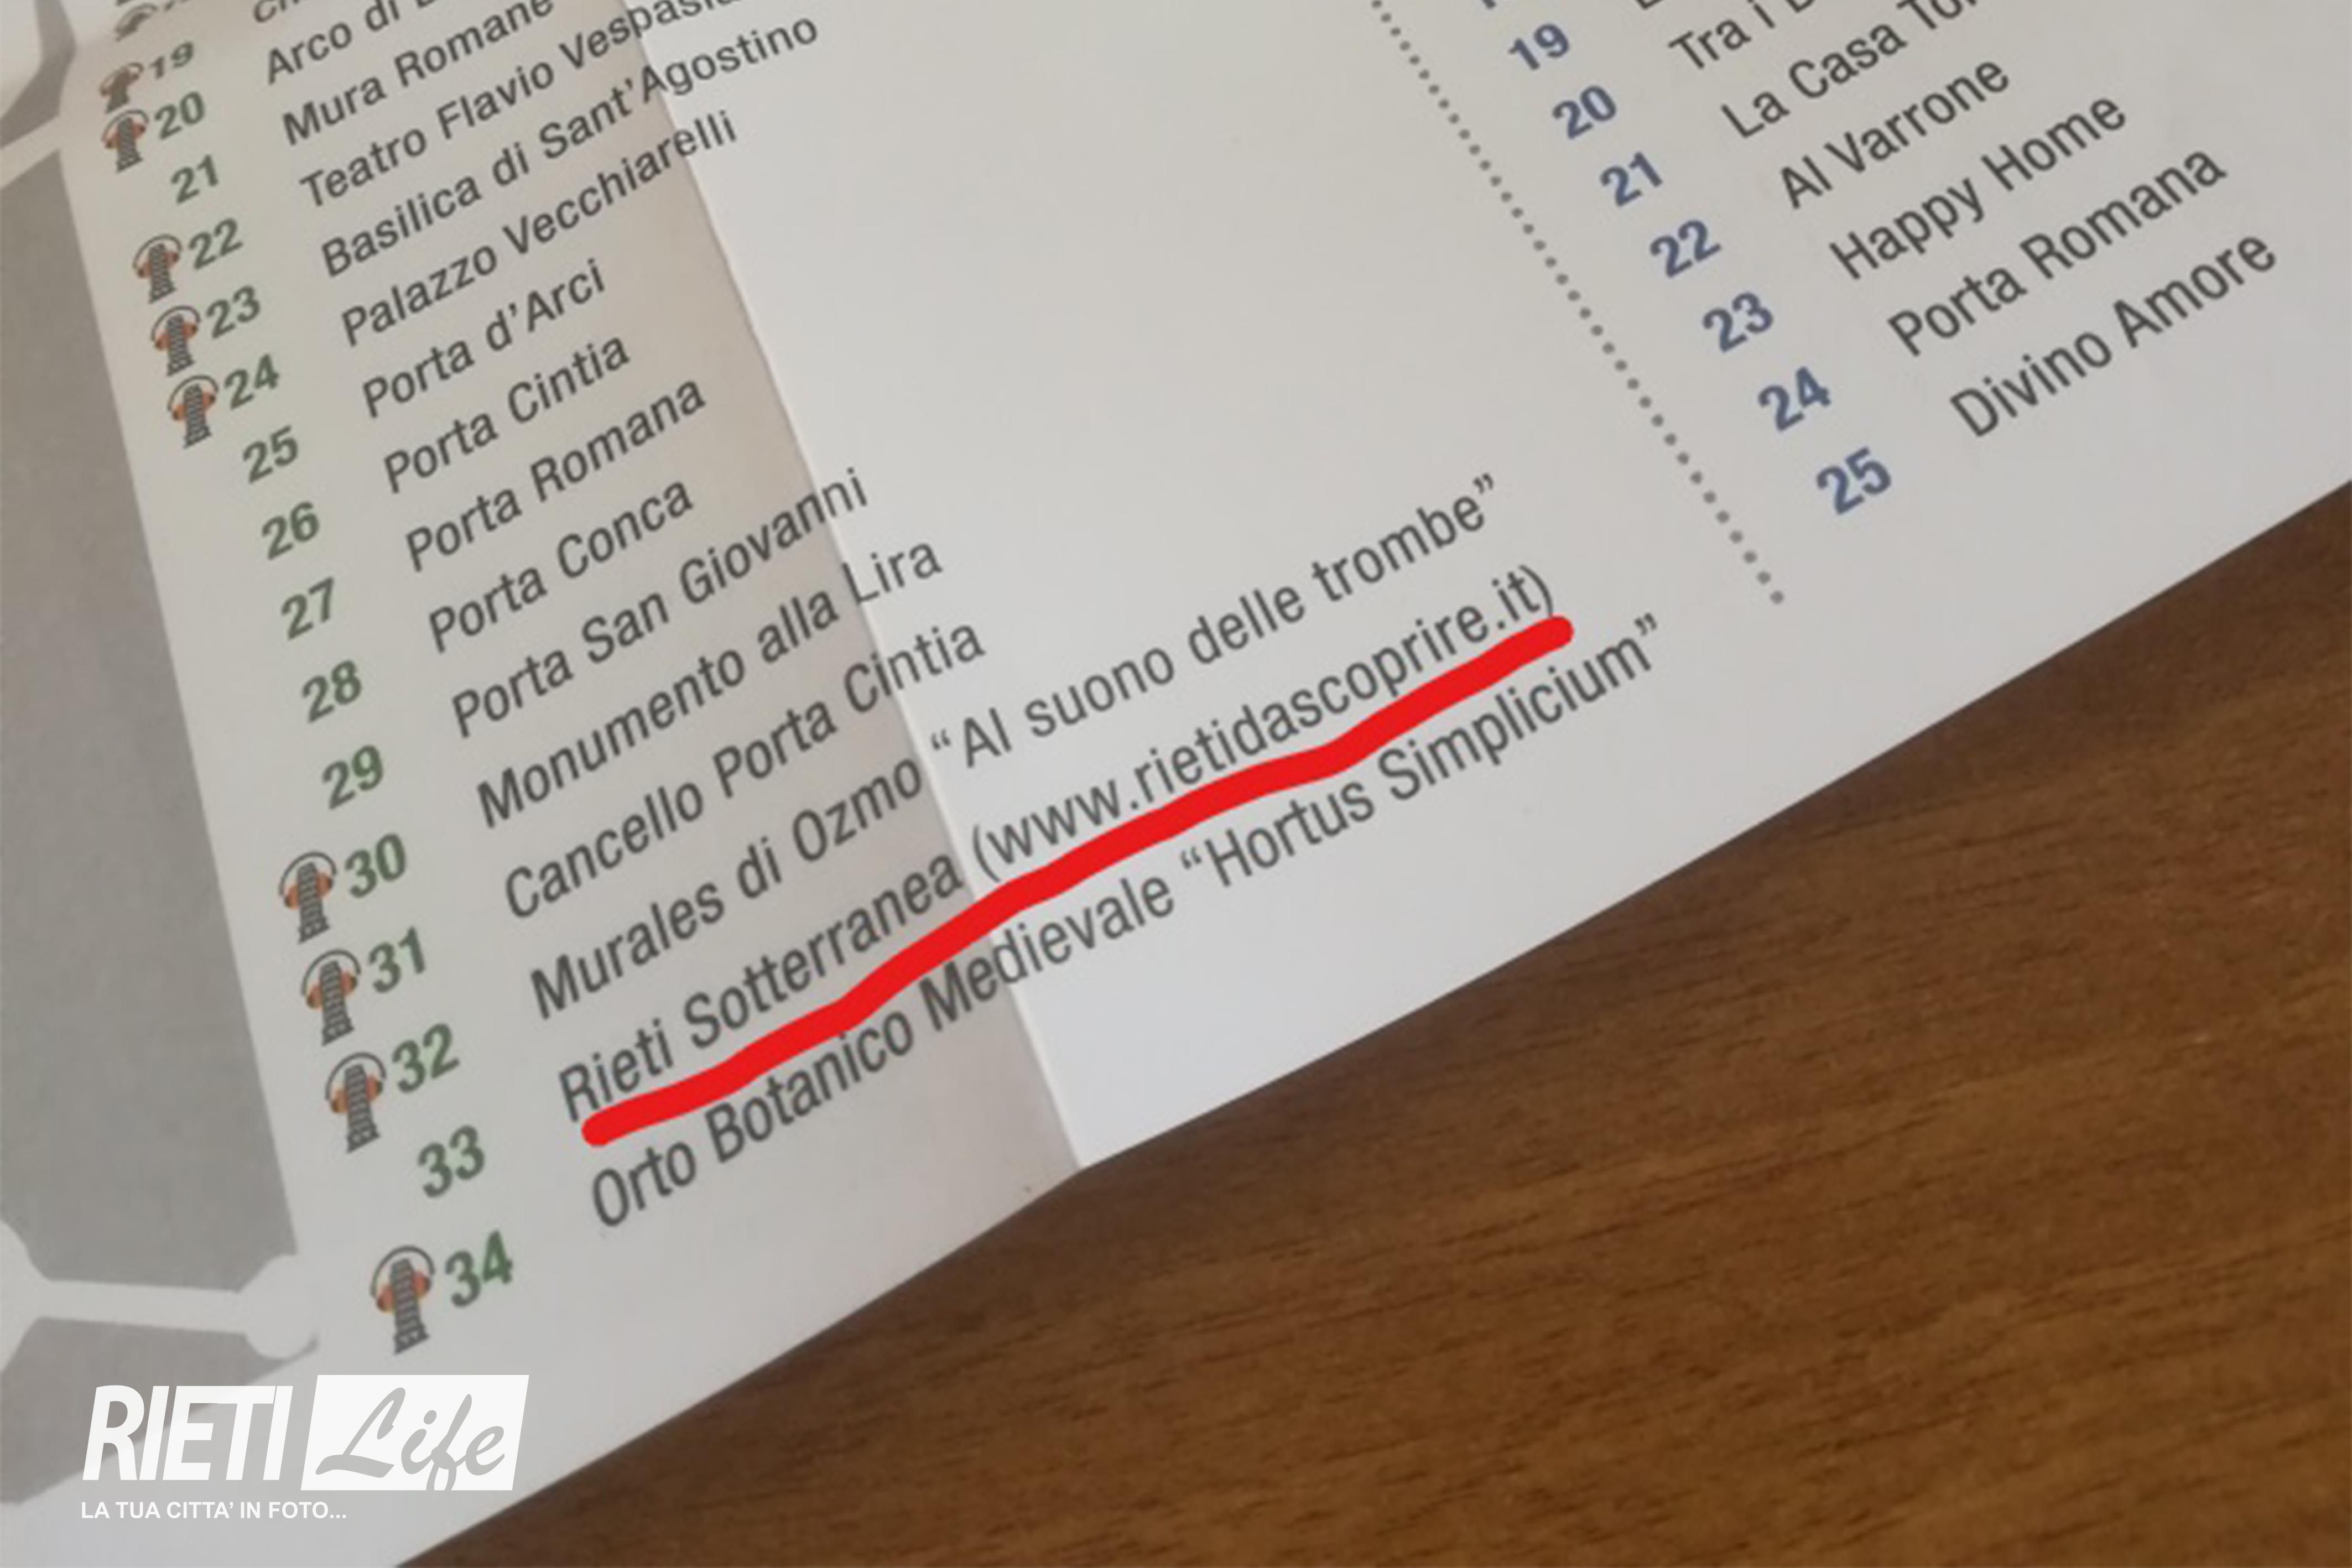 19
20 Arco di
21 Mura Romane
22 Teatro Flavio
23 Basilica di Sant'Agostino
24 Palazzo Vecchiarelli
25 Porta d'Arci
26 Porta Cintia
27 Porta Romana
28 Porta Conca
29 Porta San Giovanni
30 Monumento alla Lira
31 Cancello Porta Cintia
32 Murales di Ozmo “Al suono delle trombe”
33 Rieti Sotterranea (www.rietidascoprire.it)
34 Orto Botanico Medievale “Hortus Simplicium”
19
20 Tra i
21 La Casa
22 Al Varrone
23 Happy Home
24 Porta Romana
25 Divino Amore
RIETI Life
LA TUA CITTA' IN FOTO...